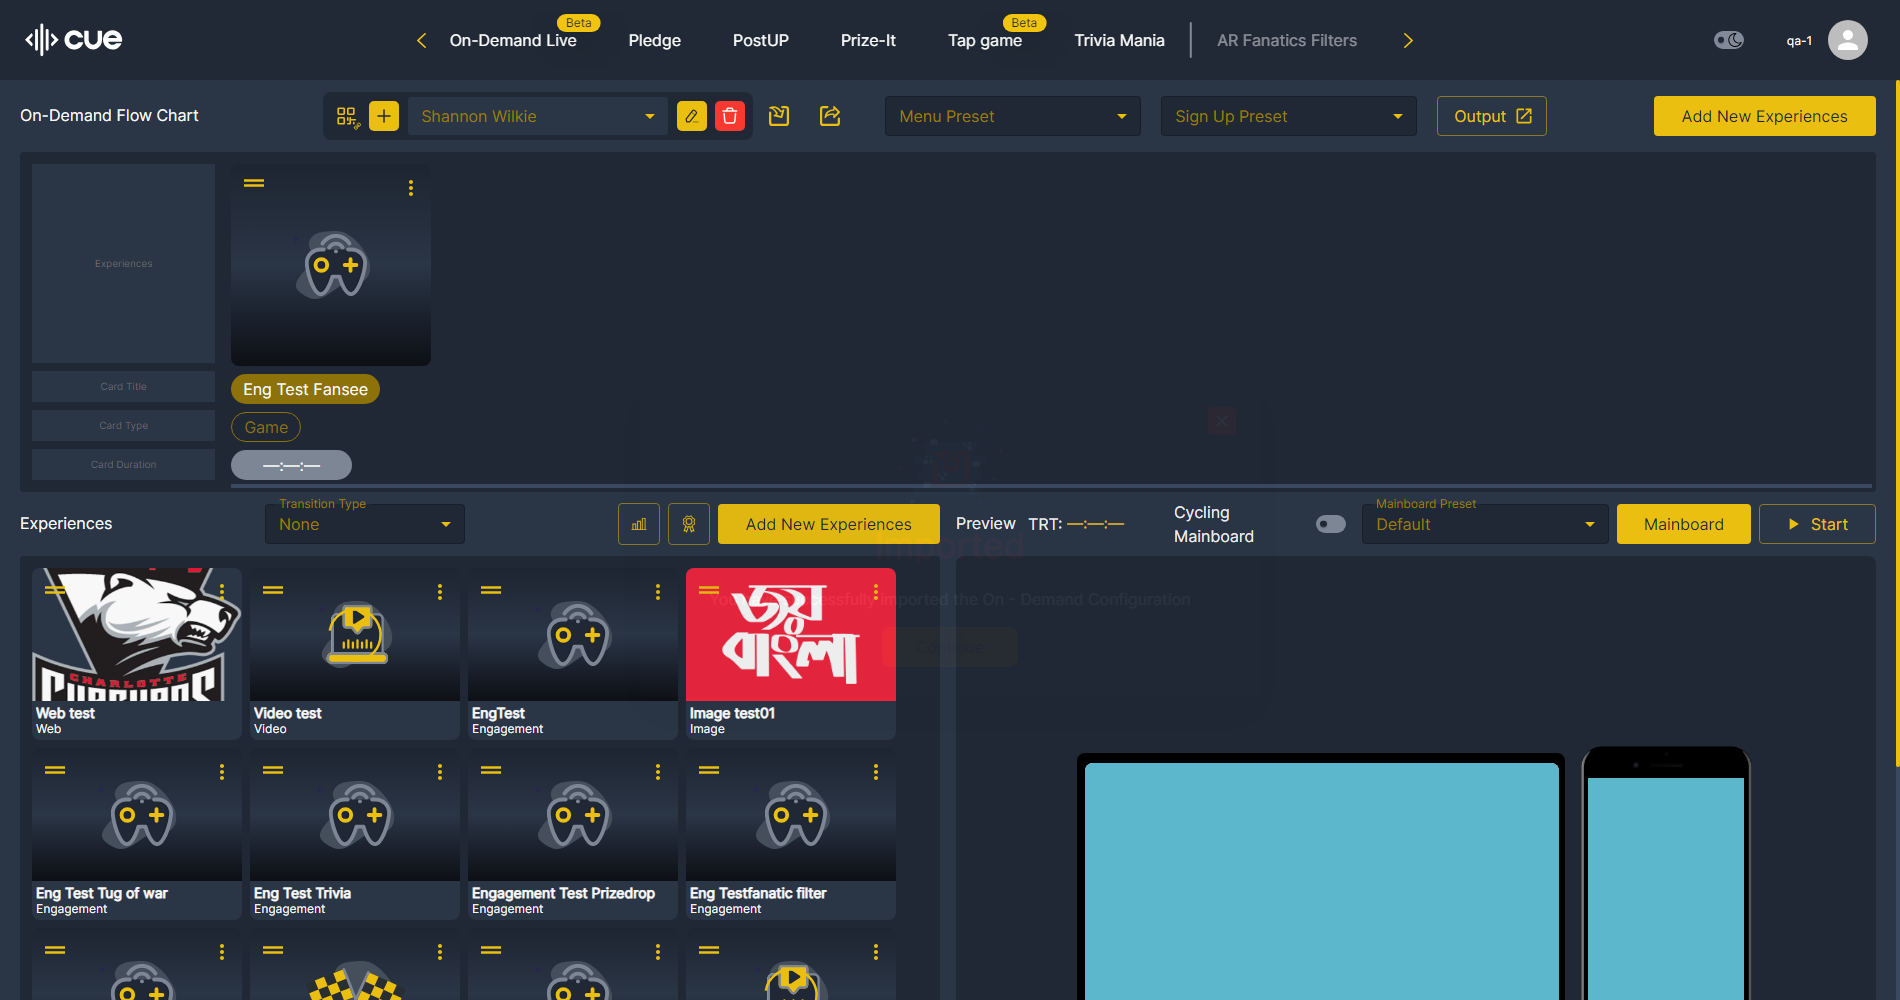 cue
On-Demand Live
Beta
Pledge
PostUP
Prize-It
Tap game
Beta
Trivia Mania
AR Fanatics Filters
qa-1
On-Demand Flow Chart
Shannon Wilkie
Menu Preset
Sign Up Preset
Output
Add New Experiences
Experiences
Card Title
Card Type
Card Duration
Eng Test Fansee
Game
—:—:—
Experiences
Transition Type
None
Add New Experiences
Preview
TRT: —:—:—
Cycling
Mainboard
Mainboard Preset
Default
Mainboard
Start
Imported
successfully imported the On - Demand Configuration
Web test
Web
Video test
Video
EngTest
Engagement
জয়
বাংলা
Image test01
Image
CHARLOTTE
Eng Test Tug of war
Engagement
Eng Test Trivia
Engagement
Engagement Test Prizedrop
Engagement
Eng Testfanatic filter
Engagement